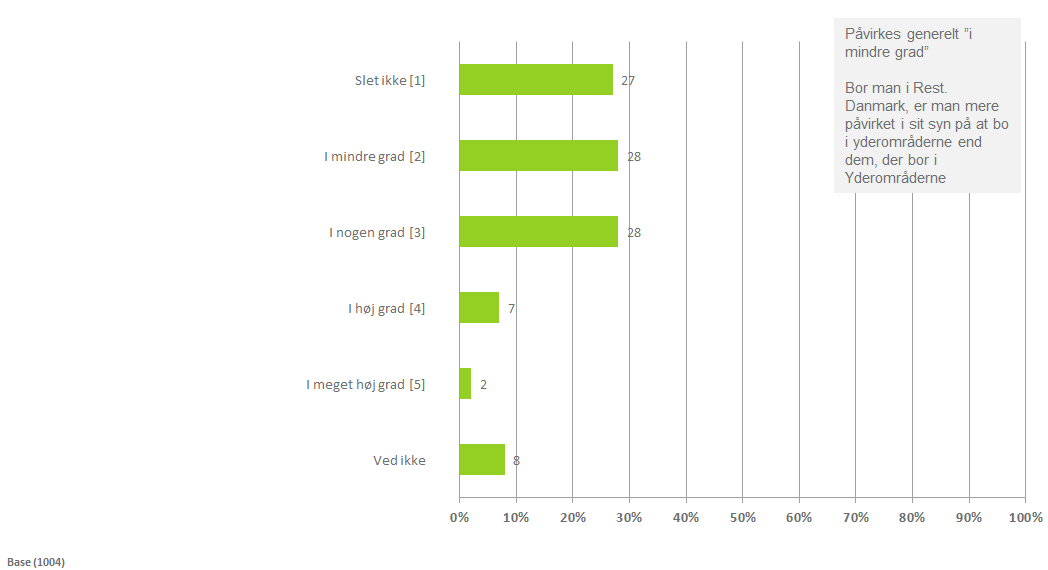 Påvirkes generelt ”i
mindre grad”
Bor man i Rest.
Danmark, er man mere
påvirket i sit syn på at bo
i yderområderne end
dem, der bor i
Yderområderne
Slet ikke [1] 27
I mindre grad [2] 28
I nogen grad [3] 28
I høj grad [4] 7
I meget høj grad [5] 2
Ved ikke 8
0% 10% 20% 30% 40% 50% 60% 70% 80% 90% 100%
Base (1004)